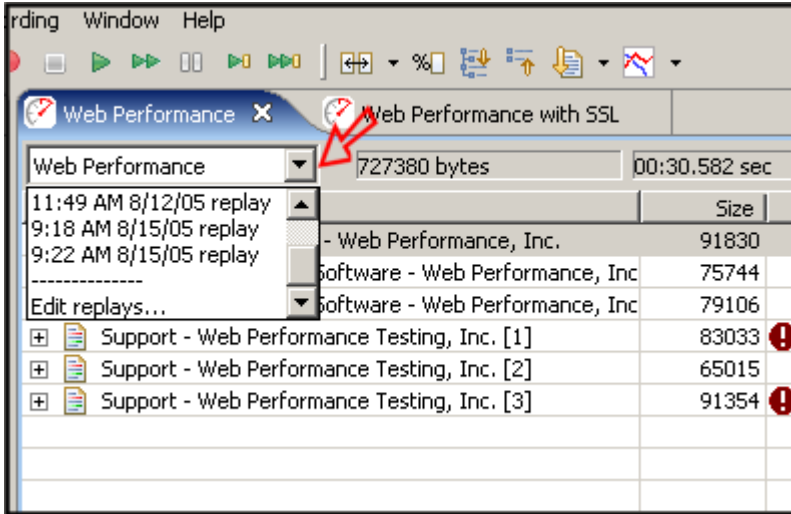 rding Window Help
%
Web Performance Web Performance with SSL
Web Performance 727380 bytes 00:30.582 sec
Size
11:49 AM 8/12/05 replay
9:18 AM 8/15/05 replay - Web Performance, Inc. 91830
9:22 AM 8/15/05 replay Software - Web Performance, Inc 75744
--------------
Edit replays... Software - Web Performance, Inc 79106
Support - Web Performance Testing, Inc. [1] 83033
Support - Web Performance Testing, Inc. [2] 65015
Support - Web Performance Testing, Inc. [3] 91354